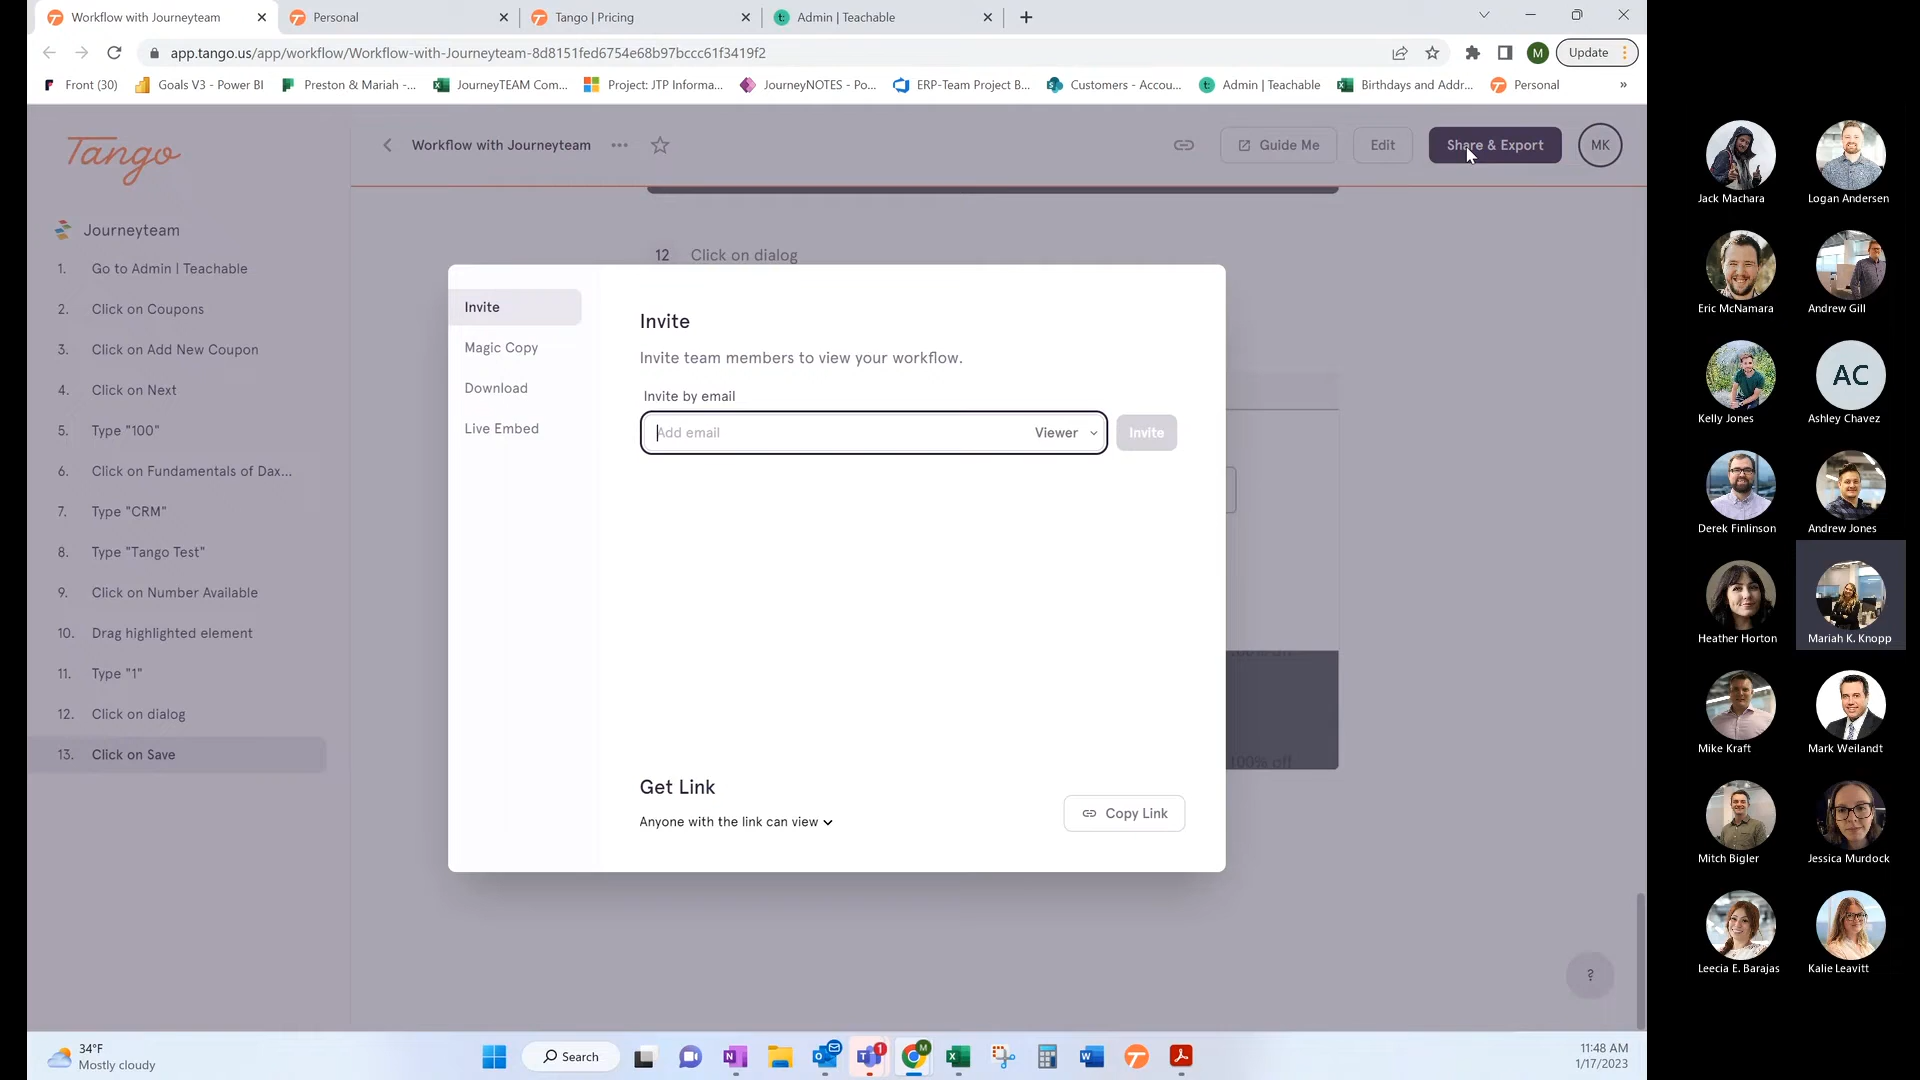 Workflow with Journeyteam
Personal
Tango | Pricing
t
Admin | Teachable
app.tango.us/app/workflow/Workflow-with-Journeyteam-8d8151fed6754e68b97bccc61f3419f2
M
Update
Front (30)
Goals V3 - Power BI
Preston & Mariah -...
JourneyTEAM Com...
Project: JTP Informa...
JourneyNOTES - Po...
ERP-Team Project B...
Customers - Accou...
Admin | Teachable
Birthdays and Addr...
Personal
»
Tango
Workflow with Journeyteam
Guide Me
Edit
Share & Export
MK
Journeyteam
1. Go to Admin | Teachable
2. Click on Coupons
3. Click on Add New Coupon
4. Click on Next
5. Type "100"
6. Click on Fundamentals of Dax...
7. Type "CRM"
8. Type "Tango Test"
9. Click on Number Available
10. Drag highlighted element
11. Type "1"
12. Click on dialog
13. Click on Save
12 Click on dialog
Invite
Magic Copy
Download
Live Embed
Invite
Invite team members to view your workflow.
Invite by email
Add email
Viewer
Invite
Get Link
Anyone with the link can view
Copy Link
100% off
100% off
?
Jack Machara
Logan Andersen
Eric McNamara
Andrew Gill
Kelly Jones
AC
Ashley Chavez
Derek Finlinson
Andrew Jones
Heather Horton
Mariah K. Knopp
Mike Kraft
Mark Weilandt
Mitch Bigler
Jessica Murdock
Leecia E. Barajas
Kalie Leavitt
34°F
Mostly cloudy
Search
1
M
11:48 AM
1/17/2023